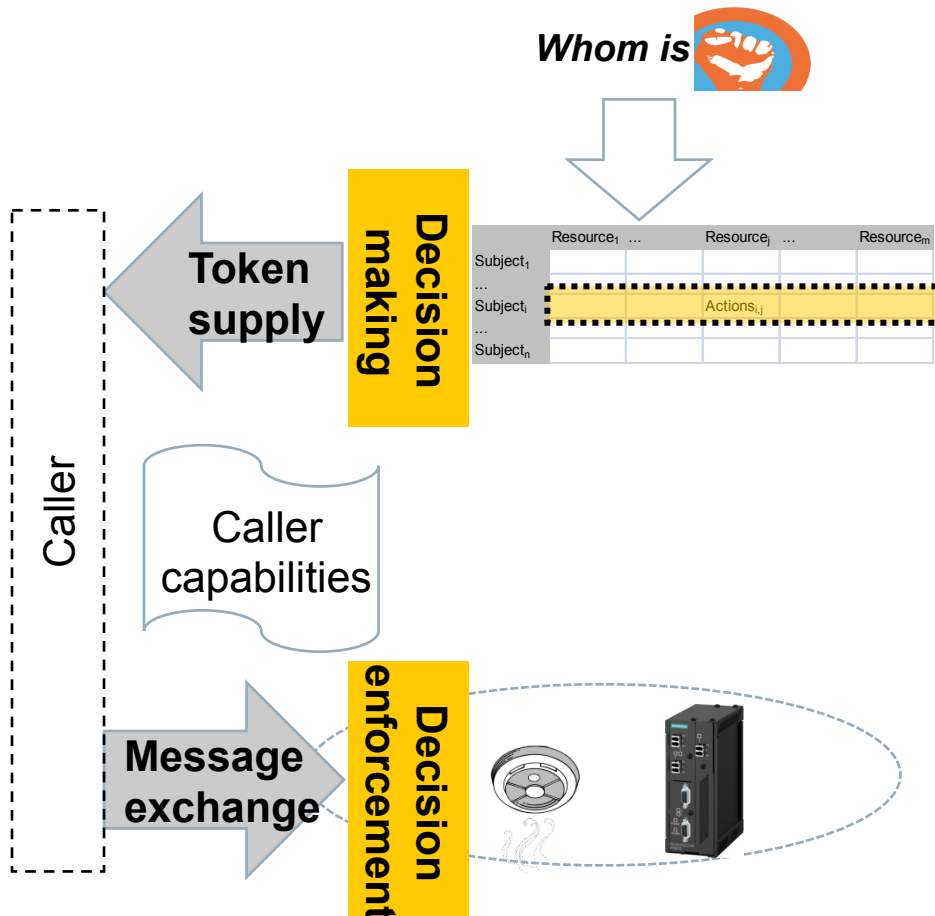 Whom is
Decision
making
Token
supply
Resource₁ ... Resourceⱼ ... Resourceₘ
Subject₁
...
Subjectᵢ Actionsᵢ,ⱼ
...
Subjectₙ
Caller
Caller
capabilities
Message
exchange
Decision
enforcement